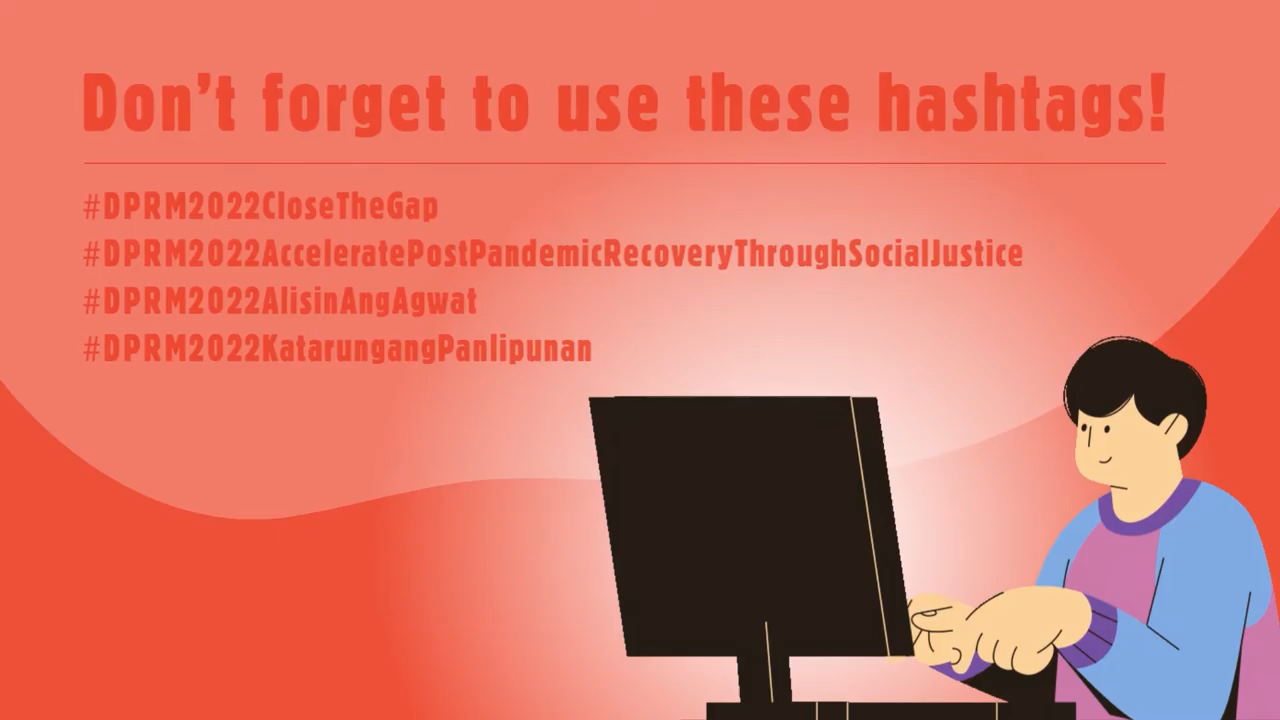 Don’t forget to use these hashtags!
#DPRM2022CloseTheGap
#DPRM2022AcceleratePostPandemicRecoveryThroughSocialJustice
#DPRM2022AlisinAngAgwat
#DPRM2022KatarungangPanlipunan